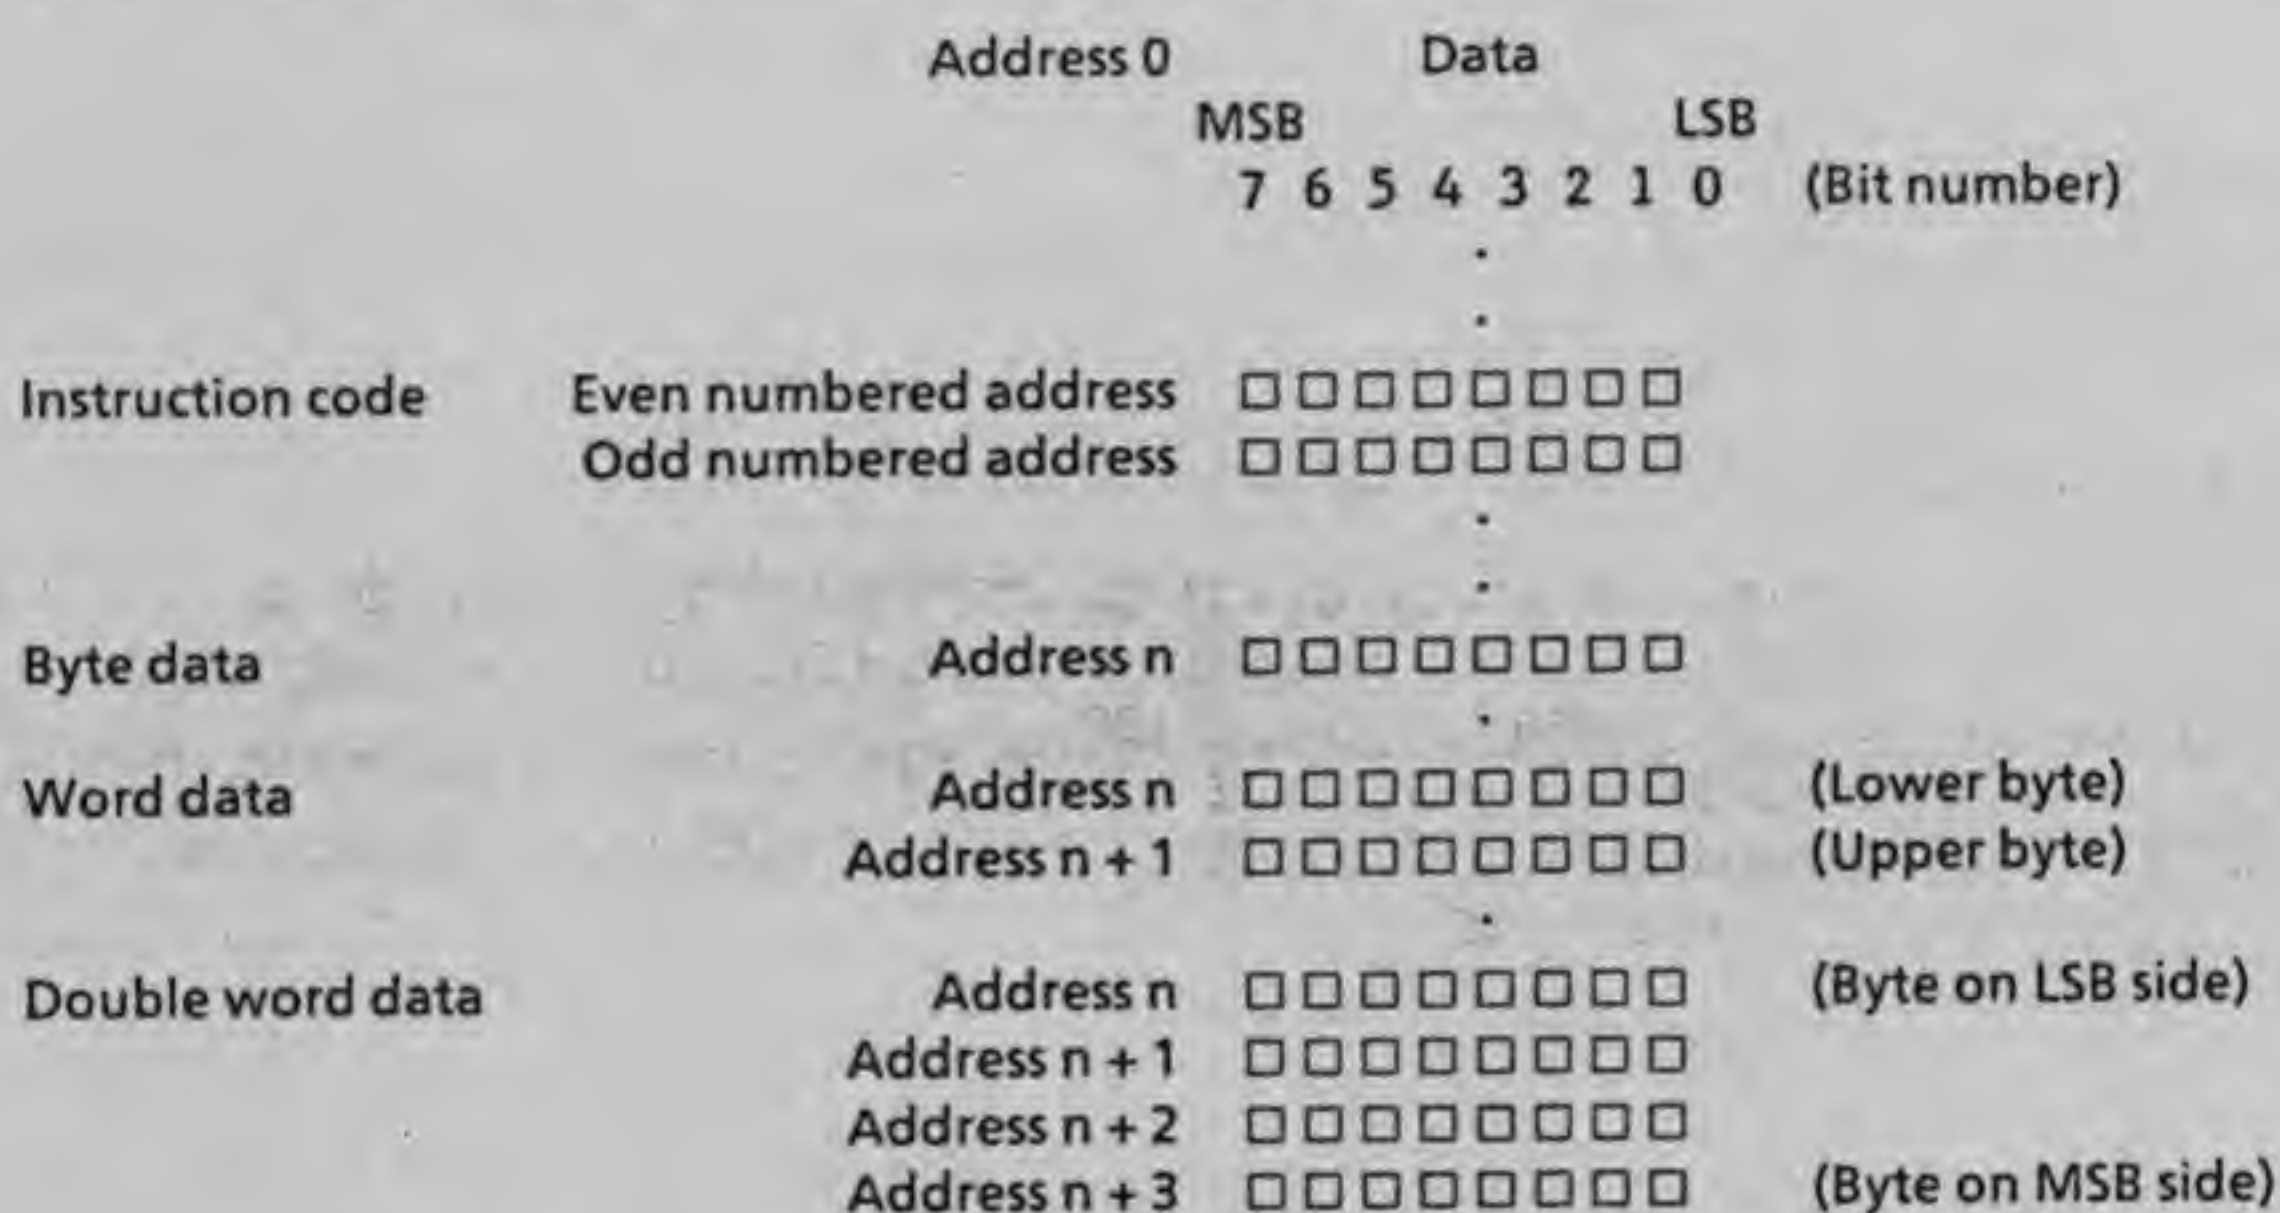 Address 0 Data
MSB LSB
7 6 5 4 3 2 1 0 (Bit number)
Instruction code Even numbered address □ □ □ □ □ □ □ □
Odd numbered address □ □ □ □ □ □ □ □
Byte data Address n □ □ □ □ □ □ □ □
Word data Address n □ □ □ □ □ □ □ □ (Lower byte)
Address n + 1 □ □ □ □ □ □ □ □ (Upper byte)
Double word data Address n □ □ □ □ □ □ □ □ (Byte on LSB side)
Address n + 1 □ □ □ □ □ □ □ □
Address n + 2 □ □ □ □ □ □ □ □
Address n + 3 □ □ □ □ □ □ □ □ (Byte on MSB side)